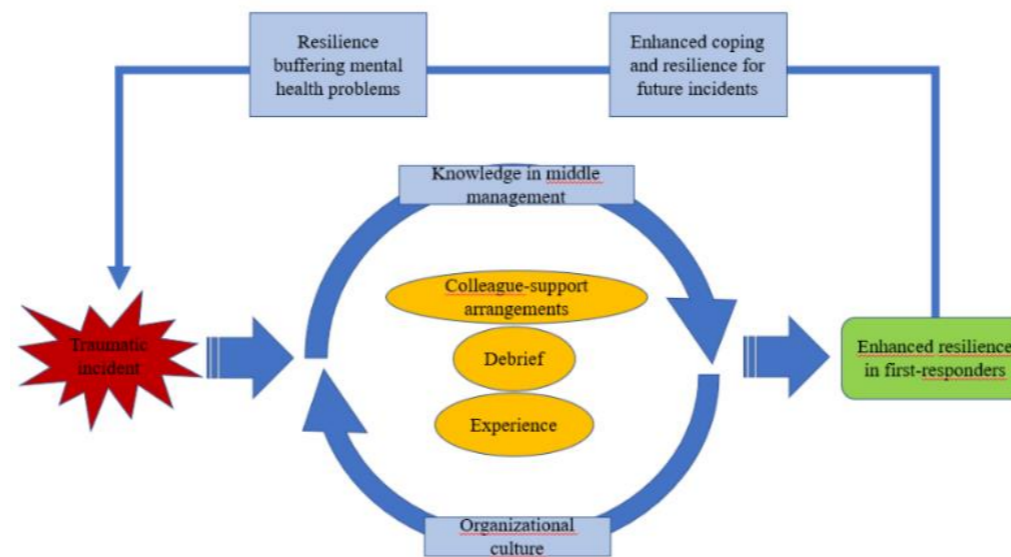 Resilience
buffering mental
health problems
Enhanced coping
and resilience for
future incidents
Knowledge in middle
management
Colleague-support
arrangements
Traumatic
incident
Debrief
Enhanced resilience
in first-responders
Experience
Organizational
culture